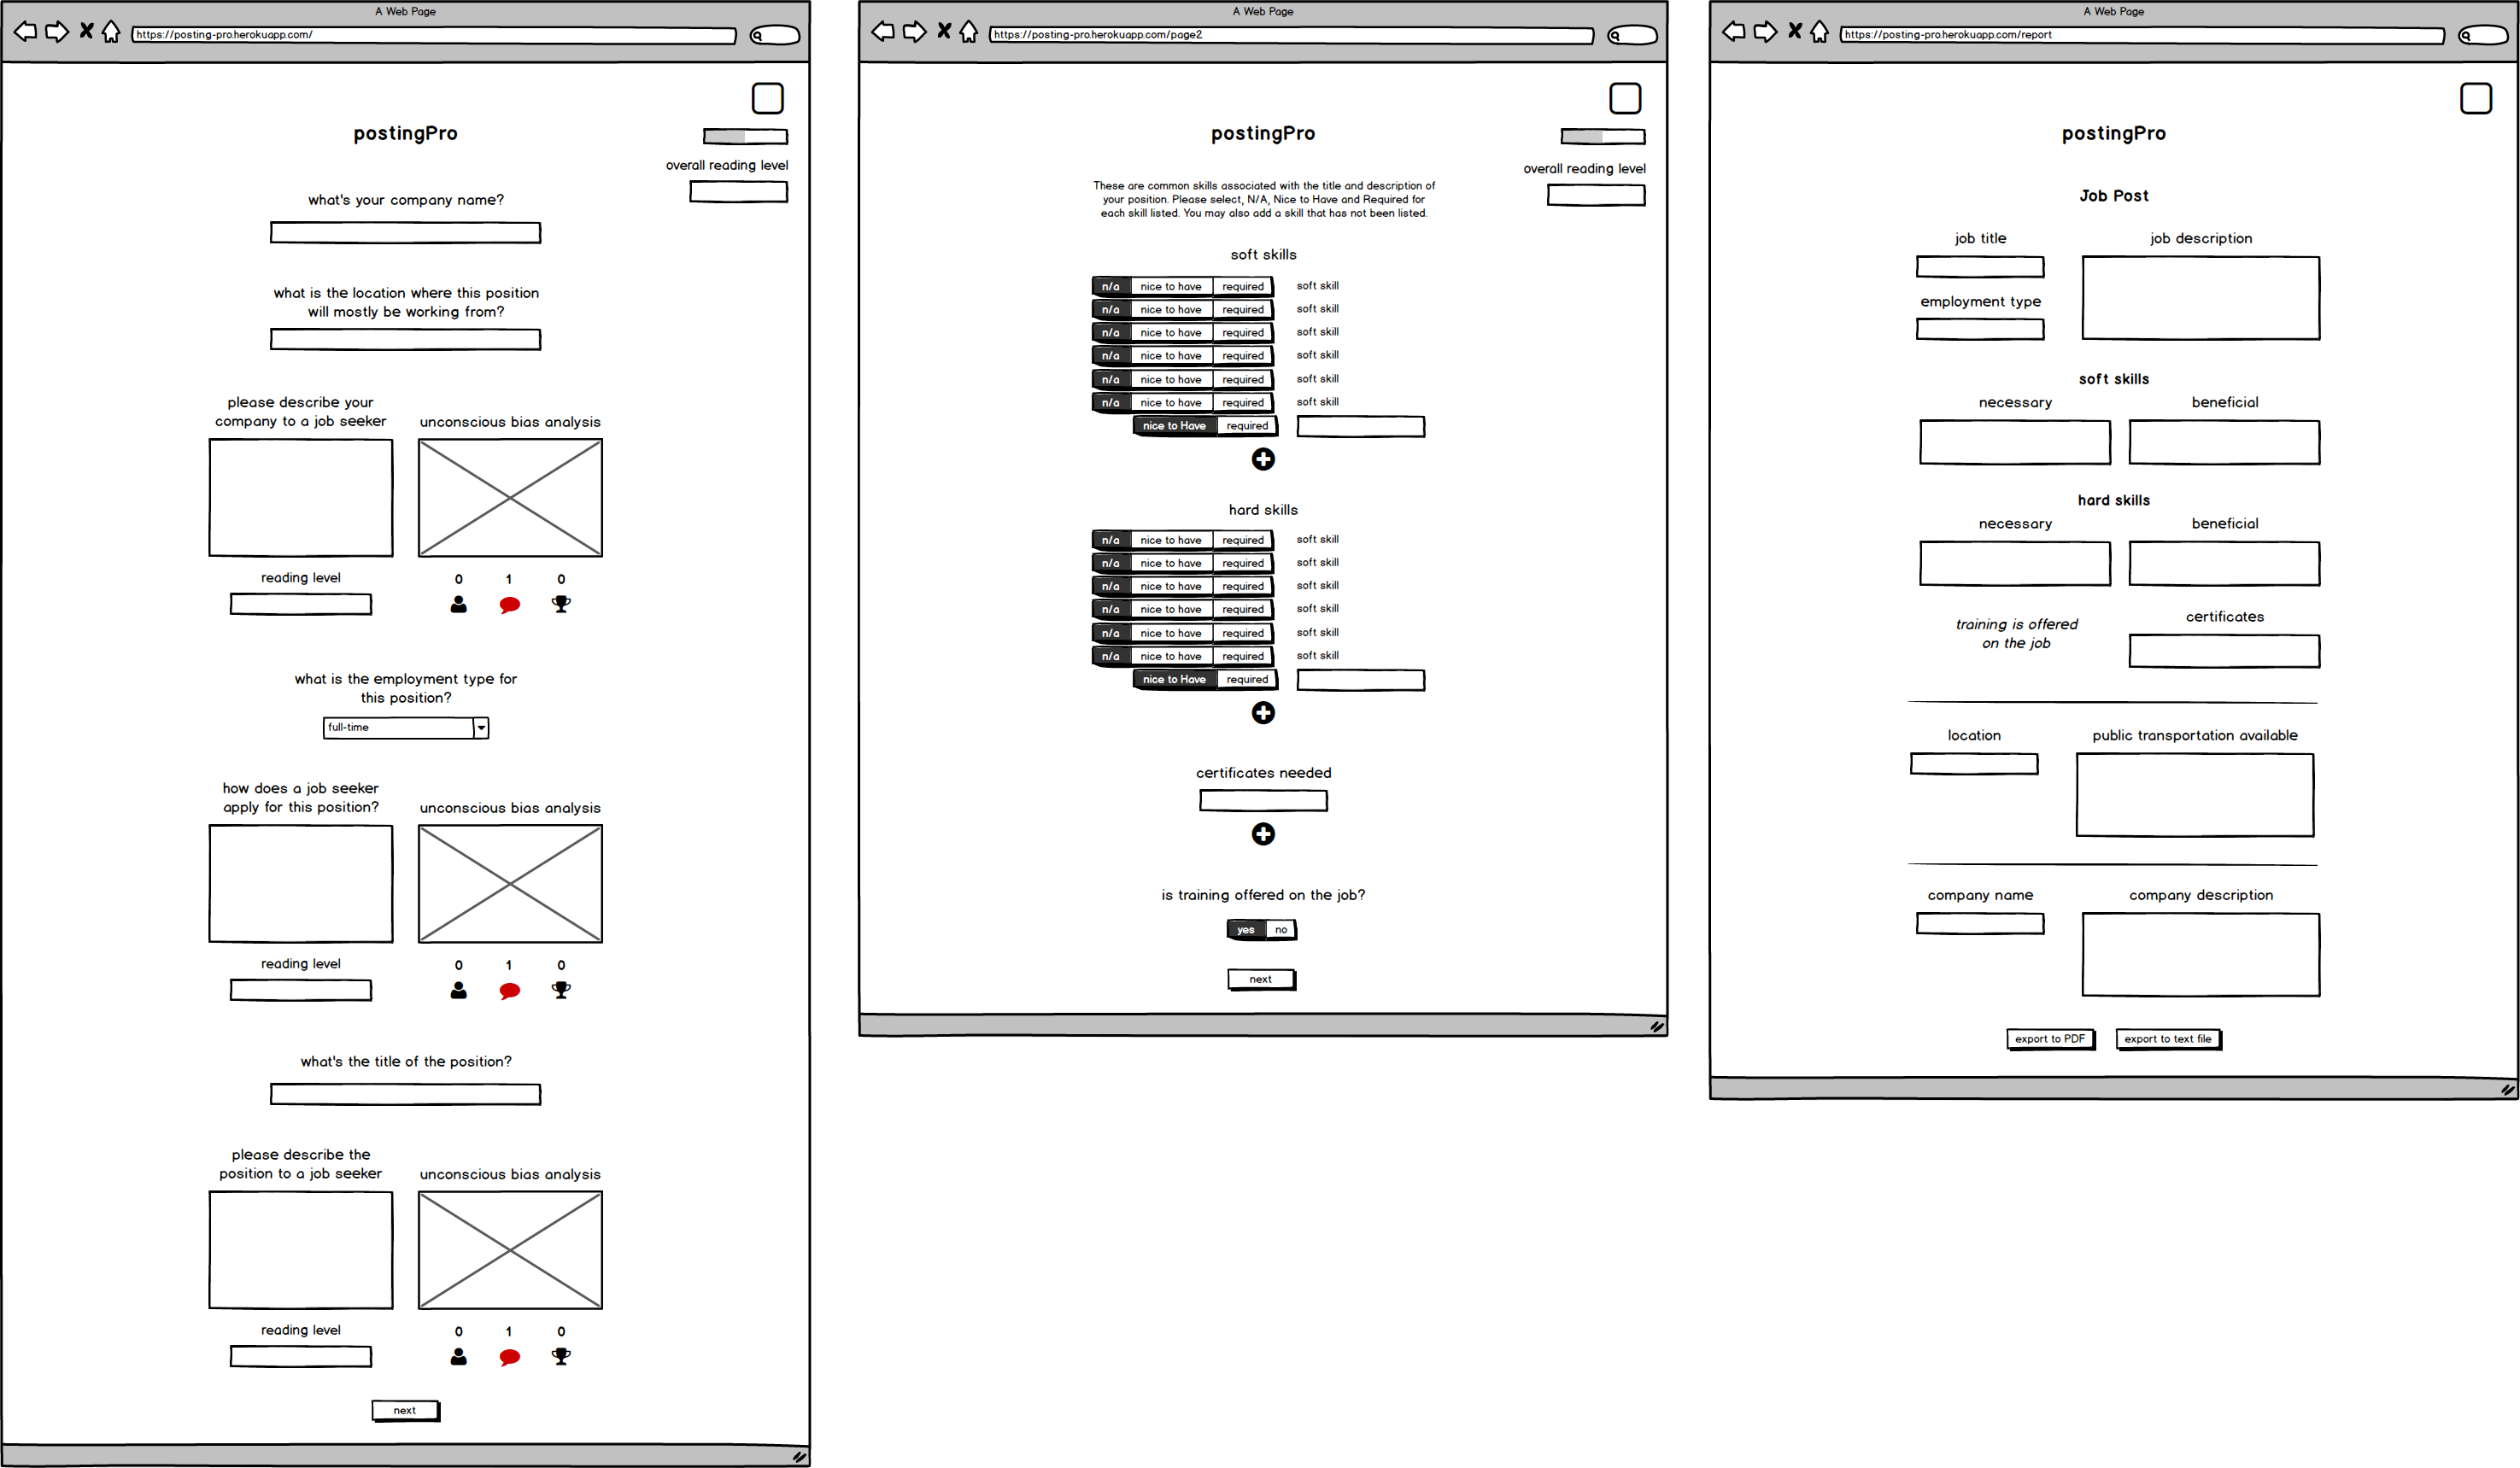 A Web Page
https://posting-pro.herokuapp.com/
postingPro
overall reading level
what's your company name?
what is the location where this position
will mostly be working from?
please describe your
company to a job seeker
unconscious bias analysis
reading level
0 1 0
what is the employment type for
this position?
full-time
how does a job seeker
apply for this position?
unconscious bias analysis
reading level
0 1 0
what's the title of the position?
please describe the
position to a job seeker
unconscious bias analysis
reading level
0 1 0
next
A Web Page
https://posting-pro.herokuapp.com/page2
postingPro
overall reading level
These are common skills associated with the title and description of
your position. Please select, N/A, Nice to Have and Required for
each skill listed. You may also add a skill that has not been listed.
soft skills
n/a nice to have required soft skill
n/a nice to have required soft skill
n/a nice to have required soft skill
n/a nice to have required soft skill
n/a nice to have required soft skill
n/a nice to have required soft skill
nice to Have required
hard skills
n/a nice to have required soft skill
n/a nice to have required soft skill
n/a nice to have required soft skill
n/a nice to have required soft skill
n/a nice to have required soft skill
n/a nice to have required soft skill
nice to Have required
certificates needed
is training offered on the job?
yes no
next
A Web Page
https://posting-pro.herokuapp.com/report
postingPro
Job Post
job title
job description
employment type
soft skills
necessary
beneficial
hard skills
necessary
beneficial
training is offered
on the job
certificates
location
public transportation available
company name
company description
export to PDF
export to text file